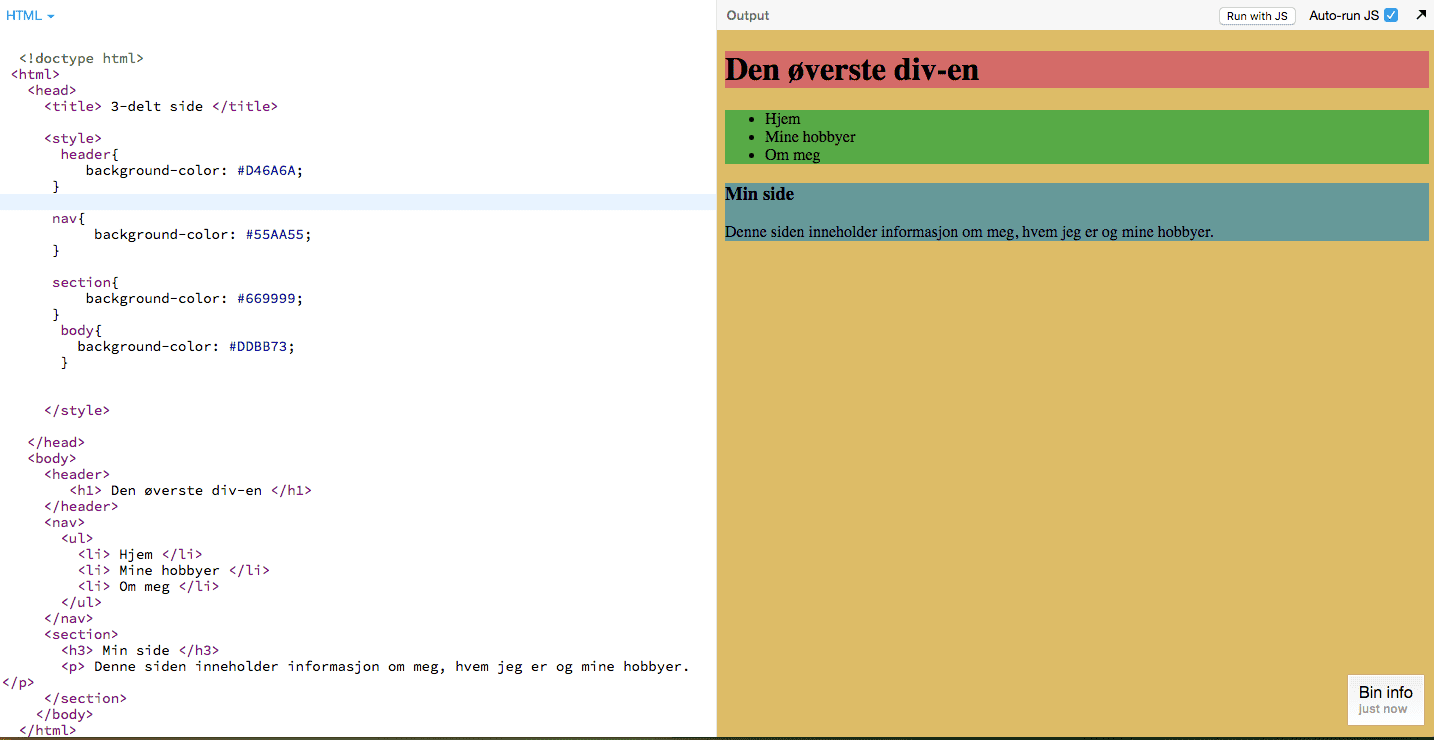 HTML
<!doctype html>
<html>
<head>
<title> 3-delt side </title>
<style>
header{
background-color: #D46A6A;
}
nav{
background-color: #55AA55;
}
section{
background-color: #669999;
}
body{
background-color: #DDBB73;
}
</style>
</head>
<body>
<header>
<h1> Den øverste div-en </h1>
</header>
<nav>
<ul>
<li> Hjem </li>
<li> Mine hobbyer </li>
<li> Om meg </li>
</ul>
</nav>
<section>
<h3> Min side </h3>
<p> Denne siden inneholder informasjon om meg, hvem jeg er og mine hobbyer.
</p>
</section>
</body>
</html>
Output
Run with JS
Auto-run JS
Den øverste div-en
• Hjem
• Mine hobbyer
• Om meg
Min side
Denne siden inneholder informasjon om meg, hvem jeg er og mine hobbyer.
Bin info
just now